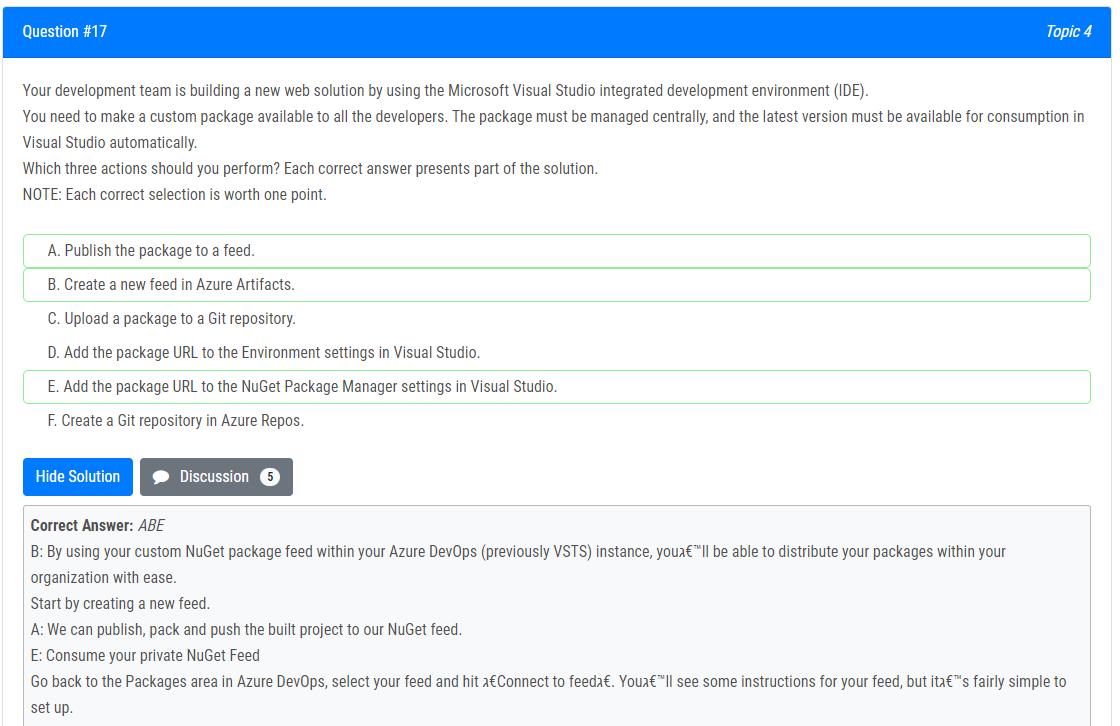 Question #17
Topic 4
Your development team is building a new web solution by using the Microsoft Visual Studio integrated development environment (IDE).
You need to make a custom package available to all the developers. The package must be managed centrally, and the latest version must be available for consumption in
Visual Studio automatically.
Which three actions should you perform? Each correct answer presents part of the solution.
NOTE: Each correct selection is worth one point.
A. Publish the package to a feed.
B. Create a new feed in Azure Artifacts.
C. Upload a package to a Git repository.
D. Add the package URL to the Environment settings in Visual Studio.
E. Add the package URL to the NuGet Package Manager settings in Visual Studio.
F. Create a Git repository in Azure Repos.
Hide Solution
Discussion 5
Correct Answer: ABE
B: By using your custom NuGet package feed within your Azure DevOps (previously VSTS) instance, youג€™ll be able to distribute your packages within your
organization with ease.
Start by creating a new feed.
A: We can publish, pack and push the built project to our NuGet feed.
E: Consume your private NuGet Feed
Go back to the Packages area in Azure DevOps, select your feed and hit ג€Connect to feedג€. Youג€™ll see some instructions for your feed, but itג€™s fairly simple to
set up.